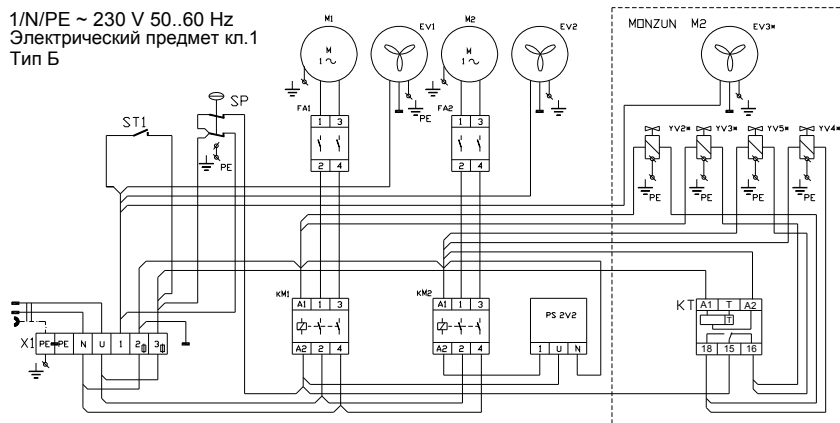 1/N/PE ~ 230 V 50..60 Hz
Электрический предмет кл.1
Тип Б
M1 EV1 M2 EV2 MONZUN M2 EV3*
M 1 ~ M 1 ~
SP FA1 PE FA2 YV2* YV3* YV5* YV4*
ST1 1 3 1 3
PE 2 4 2 4 PE PE PE PE
KM1 KM2 KT
A1 1 3 A1 1 3 PS 2V2 A1 T A2
T
X1 PE PE N U 1 2 3 A2 2 4 A2 2 4 1 U N 18 15 16